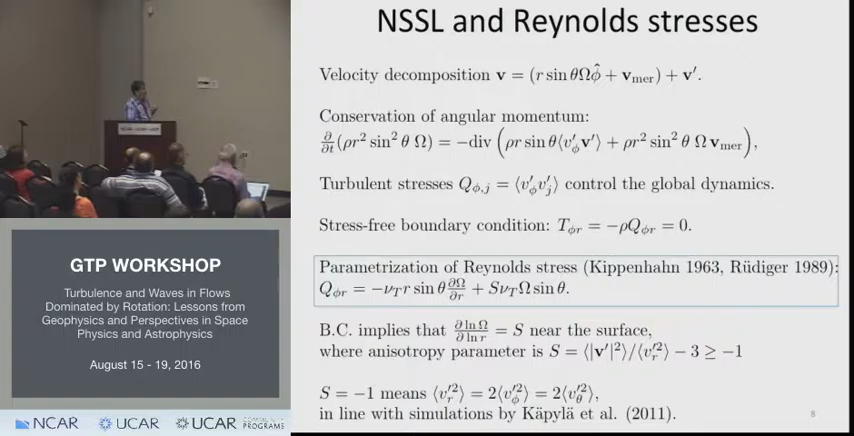 NSSL and Reynolds stresses
Velocity decomposition v = (r sin θΩφ̂ + v_mer) + v′.
Conservation of angular momentum:
∂/∂t(ρr² sin² θ Ω) = −div (ρr sin θ⟨v′_φ v′⟩ + ρr² sin² θ Ω v_mer),
Turbulent stresses Q_φ,j = ⟨v′_φ v′_j⟩ control the global dynamics.
Stress-free boundary condition: T_φr = −ρQ_φr = 0.
Parametrization of Reynolds stress (Kippenhahn 1963, Rüdiger 1989):
Q_φr = −ν_T r sin θ ∂Ω/∂r + Sν_T Ω sin θ.
B.C. implies that ∂ ln Ω/∂ ln r = S near the surface,
where anisotropy parameter is S = ⟨|v′|²⟩/⟨v′_r²⟩ − 3 ≥ −1
S = −1 means ⟨v′_r²⟩ = 2⟨v′_φ²⟩ = 2⟨v′_θ²⟩,
in line with simulations by Käpylä et al. (2011).
8
GTP WORKSHOP
Turbulence and Waves in Flows
Dominated by Rotation: Lessons from
Geophysics and Perspectives in Space
Physics and Astrophysics
August 15 - 19, 2016
NCAR
UCAR
UCAR COMMUNITY PROGRAMS